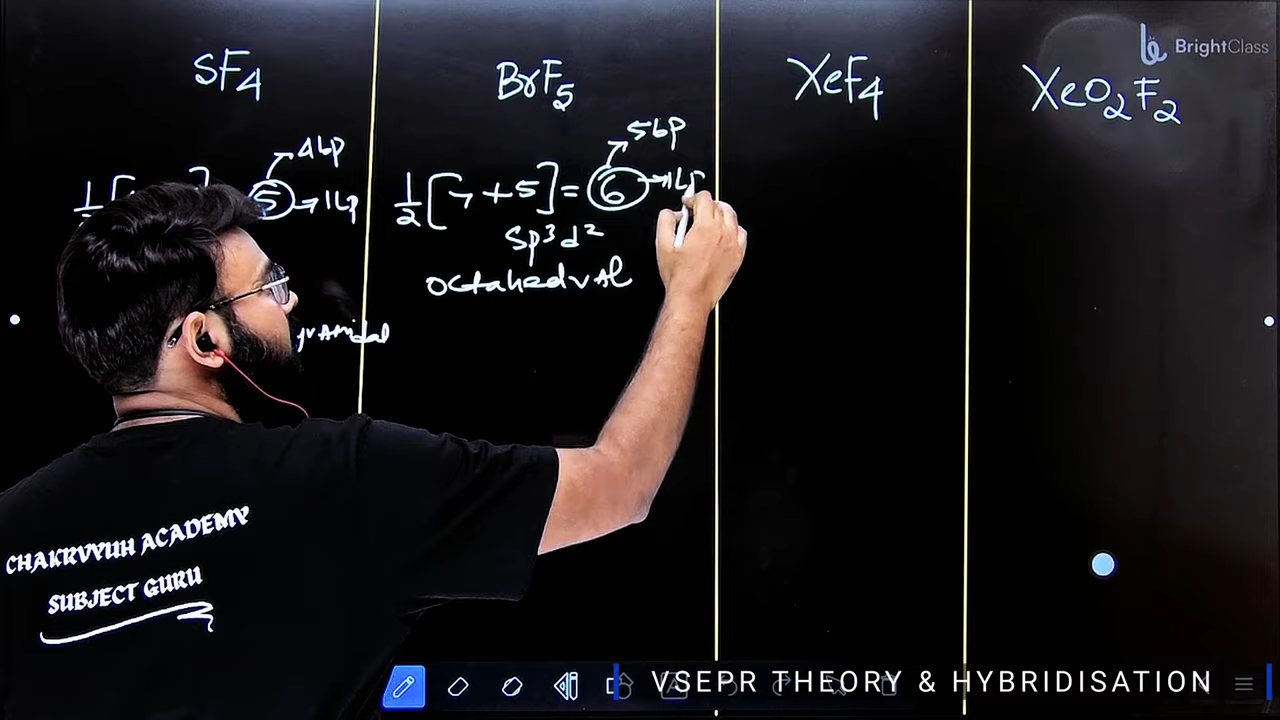 BrightClass
SF4
BrF5
XeF4
XeO2F2
4bp
5 → 1lp
5bp
1/2 [7 + 5] = 6 →
sp³d²
octahedrAl
CHAKRVYUH ACADEMY
SUBJECT GURU
VSEPR THEORY & HYBRIDISATION